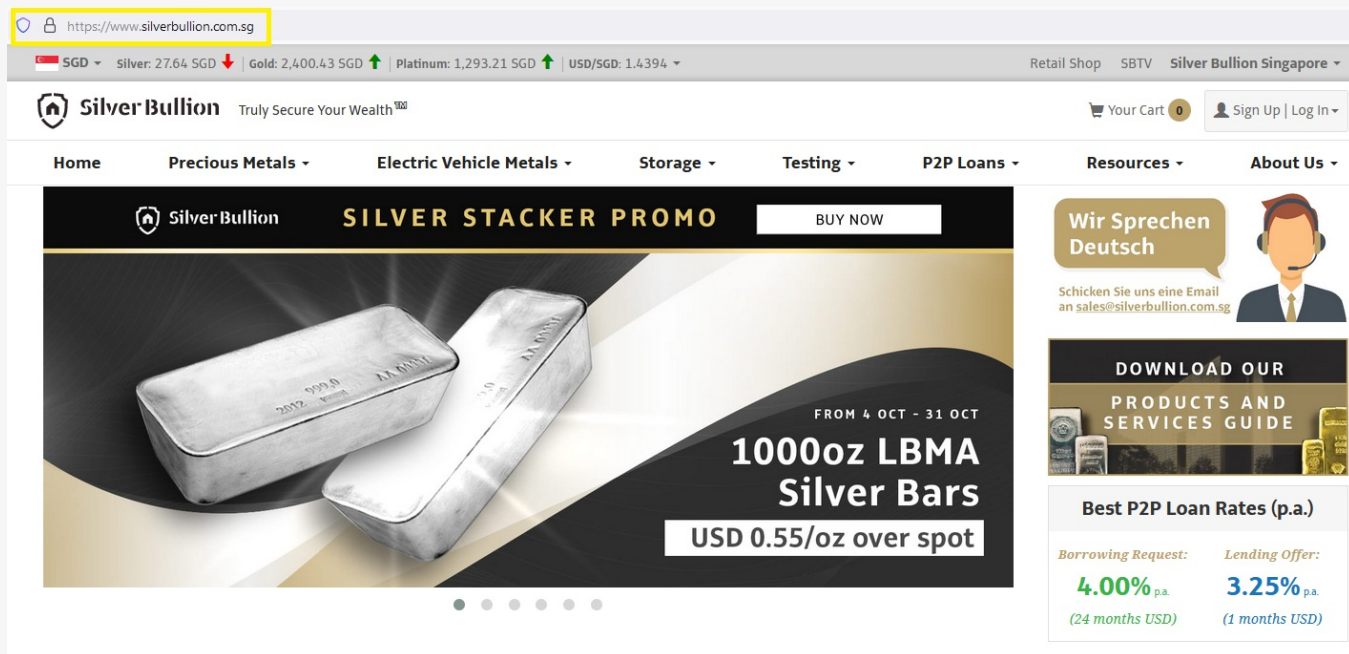 https://www.silverbullion.com.sg
SGD Silver: 27.64 SGD Gold: 2,400.43 SGD Platinum: 1,293.21 SGD USD/SGD: 1.4394 Retail Shop SBTV Silver Bullion Singapore
Silver Bullion Truly Secure Your Wealth™ Your Cart 0 Sign Up | Log In
Home Precious Metals Electric Vehicle Metals Storage Testing P2P Loans Resources About Us
Silver Bullion SILVER STACKER PROMO BUY NOW
999,0
2012
FROM 4 OCT - 31 OCT
1000oz LBMA
Silver Bars
USD 0.55/oz over spot
Wir Sprechen
Deutsch
Schicken Sie uns eine Email
an sales@silverbullion.com.sg
DOWNLOAD OUR
PRODUCTS AND
SERVICES GUIDE
Best P2P Loan Rates (p.a.)
Borrowing Request: Lending Offer:
4.00% p.a. 3.25% p.a.
(24 months USD) (1 months USD)